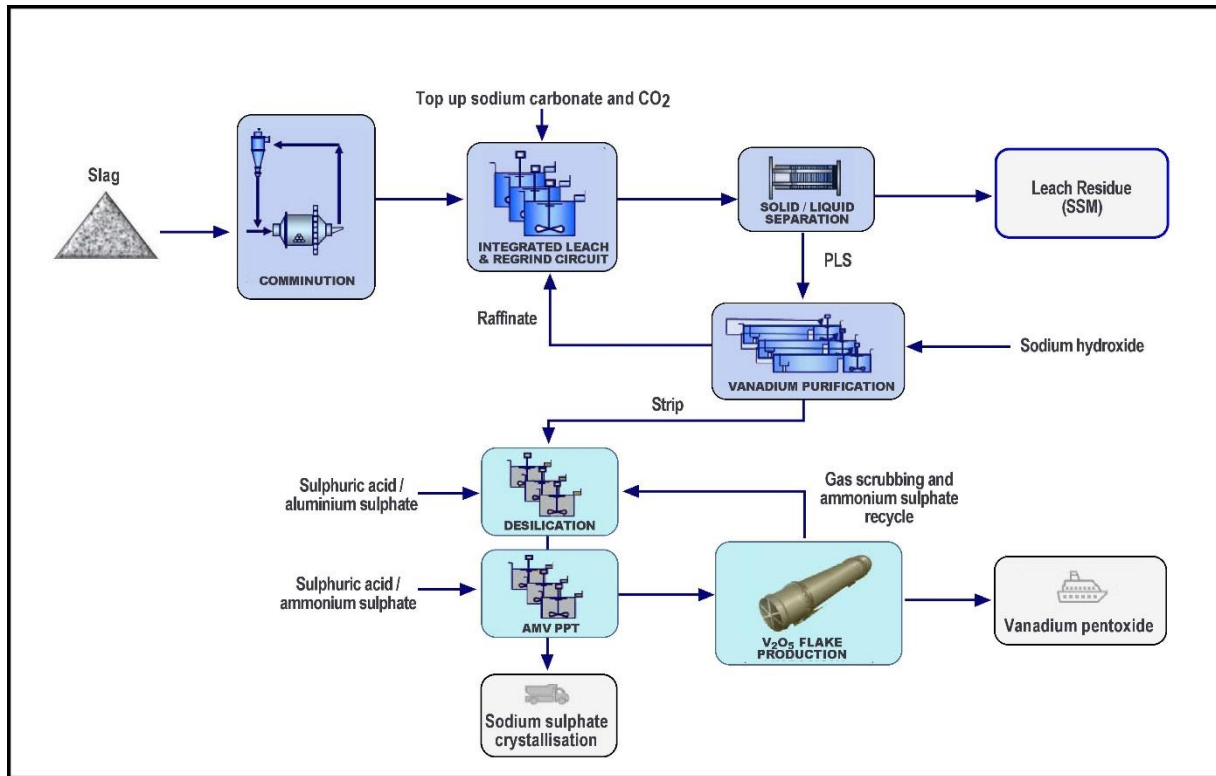 Top up sodium carbonate and CO₂
Slag
COMMINUTION
INTEGRATED LEACH
& REGRIND CIRCUIT
SOLID / LIQUID
SEPARATION
Leach Residue
(SSM)
PLS
Raffinate
VANADIUM PURIFICATION
Sodium hydroxide
Strip
Sulphuric acid /
aluminium sulphate
DESILICATION
Gas scrubbing and
ammonium sulphate
recycle
Sulphuric acid /
ammonium sulphate
AMV PPT
V₂O₅ FLAKE
PRODUCTION
Vanadium pentoxide
Sodium sulphate
crystallisation